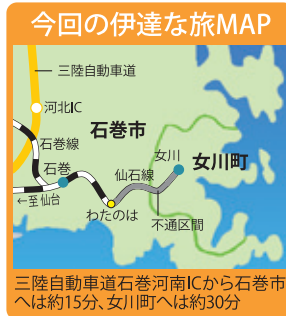 今回の伊達な旅MAP
三陸自動車道
河北IC
石巻市
石巻線
女川
女川町
石巻
仙石線
←至仙台
わたのは
不通区間
三陸自動車道石巻河南ICから石巻市
へは約15分、女川町へは約30分